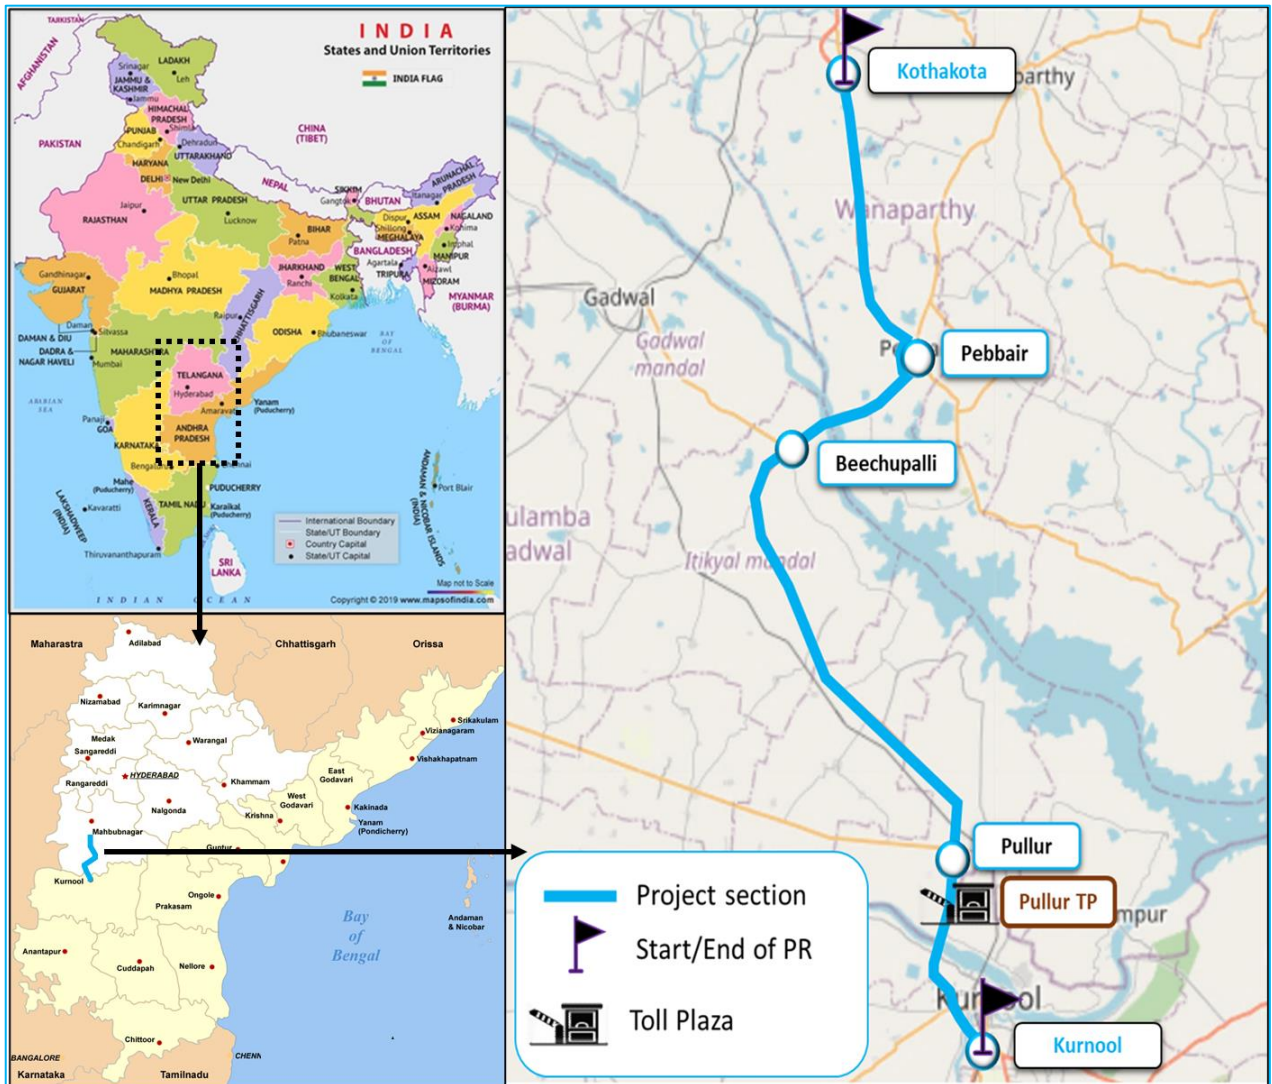 TAJIKISTAN
AFGHANISTAN
INDIA
States and Union Territories
INDIA FLAG
LADAKH
Srinagar
Leh
JAMMU &
KASHMIR
Jammu
HIMACHAL
PRADESH
Shimla
PUNJAB
Chandigarh
Dehradun
UTTARAKHAND
CHINA
(TIBET)
PAKISTAN
HARYANA
DELHI
New Delhi
NEPAL
UTTAR PRADESH
SIKKIM
Gangtok
BHUTAN
ARUNACHAL
PRADESH
Itanagar
Jaipur
RAJASTHAN
Lucknow
Dispur
ASSAM
NAGALAND
Kohima
Shillong
MEGHALAYA
BIHAR
Patna
BANGLADESH
Imphal
MANIPUR
Agartala
TRIPURA
Aizawl
MIZORAM
Gandhinagar
GUJARAT
Bhopal
MADHYA PRADESH
JHARKHAND
Ranchi
WEST
BENGAL
Kolkata
MYANMAR
(BURMA)
CHHATTISGARH
Raipur
ODISHA
Bhubaneswar
BAY
OF
BENGAL
Daman
Silvassa
DAMAN & DIU
DADRA &
NAGAR HAVELI
Mumbai
MAHARASHTRA
TELANGANA
Hyderabad
Amaravati
Yanam
(Puducherry)
ARABIAN
SEA
Panaji
GOA
ANDHRA
PRADESH
KARNATAKA
Bengaluru
Chennai
Mahe
(Puducherry)
PUDUCHERRY
TAMIL NADU
Karaikal
(Puducherry)
KERALA
LAKSHADWEEP
(INDIA)
Kavaratti
Thiruvananthapuram
SRI
LANKA
ANDAMAN & NICOBAR ISLANDS
(INDIA)
Port Blair
International Boundary
State/UT Boundary
Country Capital
State/UT Capital
Map not to Scale
INDIAN OCEAN
Copyright © 2019 www.mapsofindia.com
Maharastra
Adilabad
Chhattisgarh
Orissa
Nizamabad
Karimnagar
Medak
Sangareddi
Warangal
Srikakulam
Vizianagaram
Vishakhapatnam
HYDERABAD
Rangareddi
Khammam
East
Godavari
West
Godavari
Nalgonda
Krishna
Kakinada
Yanam
(Pondicherry)
Mahbubnagar
Guntur
Kurnool
Ongole
Prakasam
Bay
of
Bengal
Andaman
& Nicobar
Anantapur
Cuddapah
Nellore
Chittoor
BANGALORE
CHENN
Karnataka
Tamilnadu
Kothakota
parthy
Wanaparthy
Gadwal
Gadwal
mandal
Pebbair
Beechupalli
ulamba
adwal
Itikyal mandal
Pullur
Pullur TP
mpur
Kurnool
Kurnool
Project section
Start/End of PR
Toll Plaza